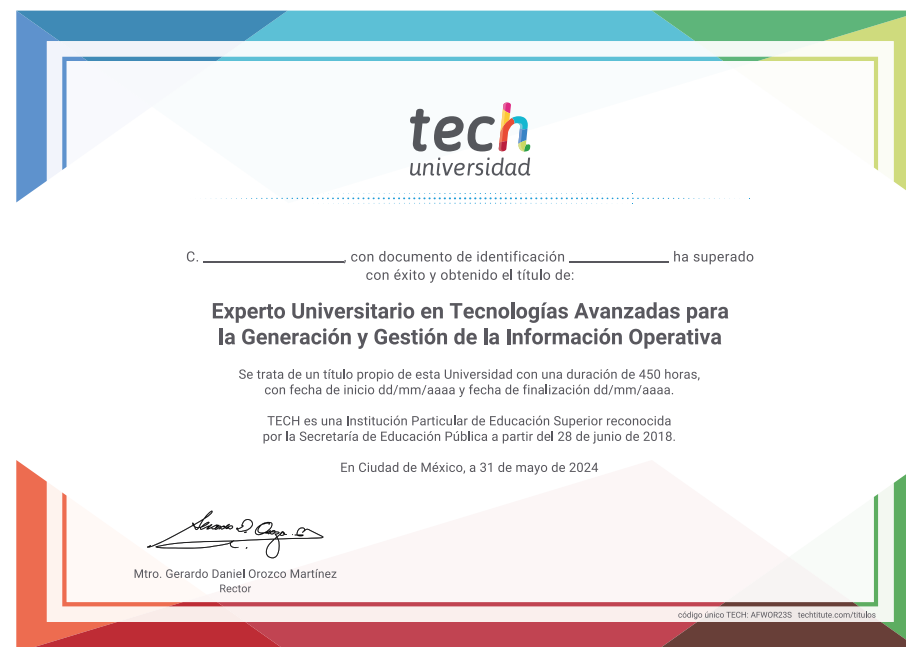 tech
universidad
C. ____________, con documento de identificación ____________ ha superado
con éxito y obtenido el título de:
Experto Universitario en Tecnologías Avanzadas para
la Generación y Gestión de la Información Operativa
Se trata de un título propio de esta Universidad con una duración de 450 horas,
con fecha de inicio dd/mm/aaaa y fecha de finalización dd/mm/aaaa.
TECH es una Institución Particular de Educación Superior reconocida
por la Secretaría de Educación Pública a partir del 28 de junio de 2018.
En Ciudad de México, a 31 de mayo de 2024
Mtro. Gerardo Daniel Orozco Martínez
Rector
código único TECH: AFWOR23S techtitute.com/titulos